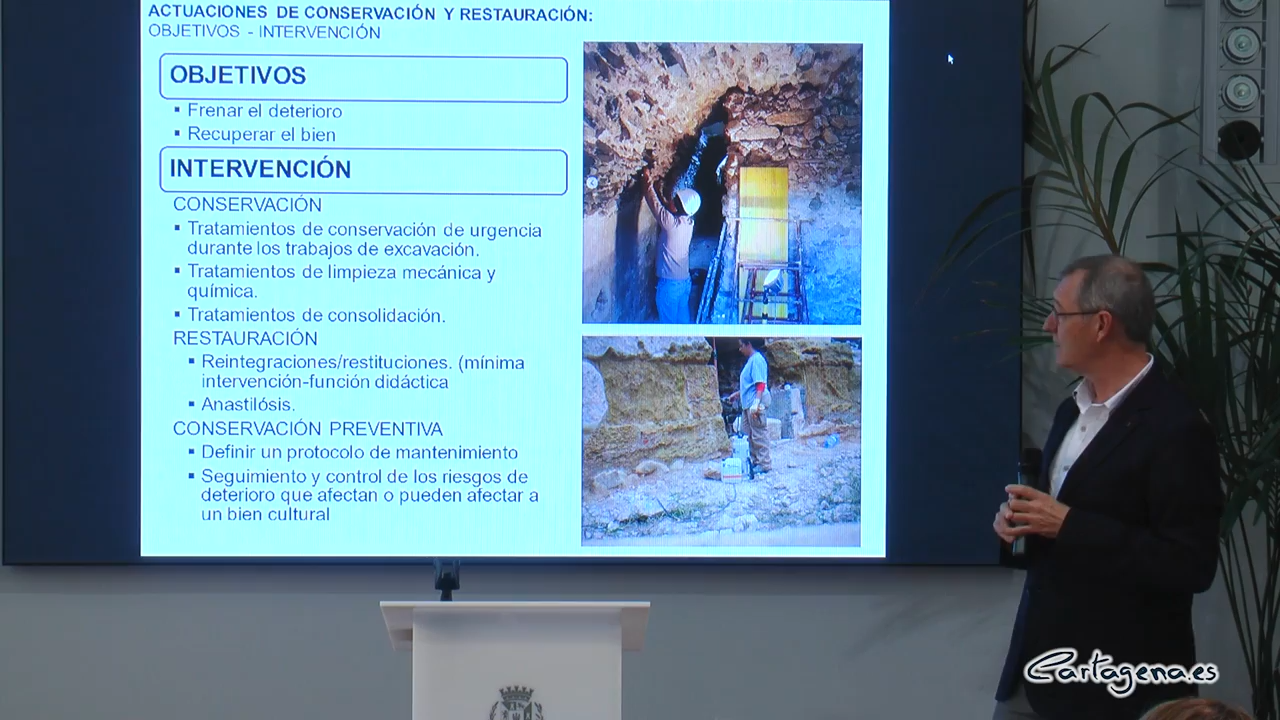 ACTUACIONES DE CONSERVACIÓN Y RESTAURACIÓN:
OBJETIVOS - INTERVENCIÓN
OBJETIVOS
▪ Frenar el deterioro
▪ Recuperar el bien
INTERVENCIÓN
CONSERVACIÓN
▪ Tratamientos de conservación de urgencia
durante los trabajos de excavación.
▪ Tratamientos de limpieza mecánica y
química.
▪ Tratamientos de consolidación.
RESTAURACIÓN
▪ Reintegraciones/restituciones. (mínima
intervención-función didáctica
▪ Anastilósis.
CONSERVACIÓN PREVENTIVA
▪ Definir un protocolo de mantenimiento
▪ Seguimiento y control de los riesgos de
deterioro que afectan o pueden afectar a
un bien cultural
Cartagena.es